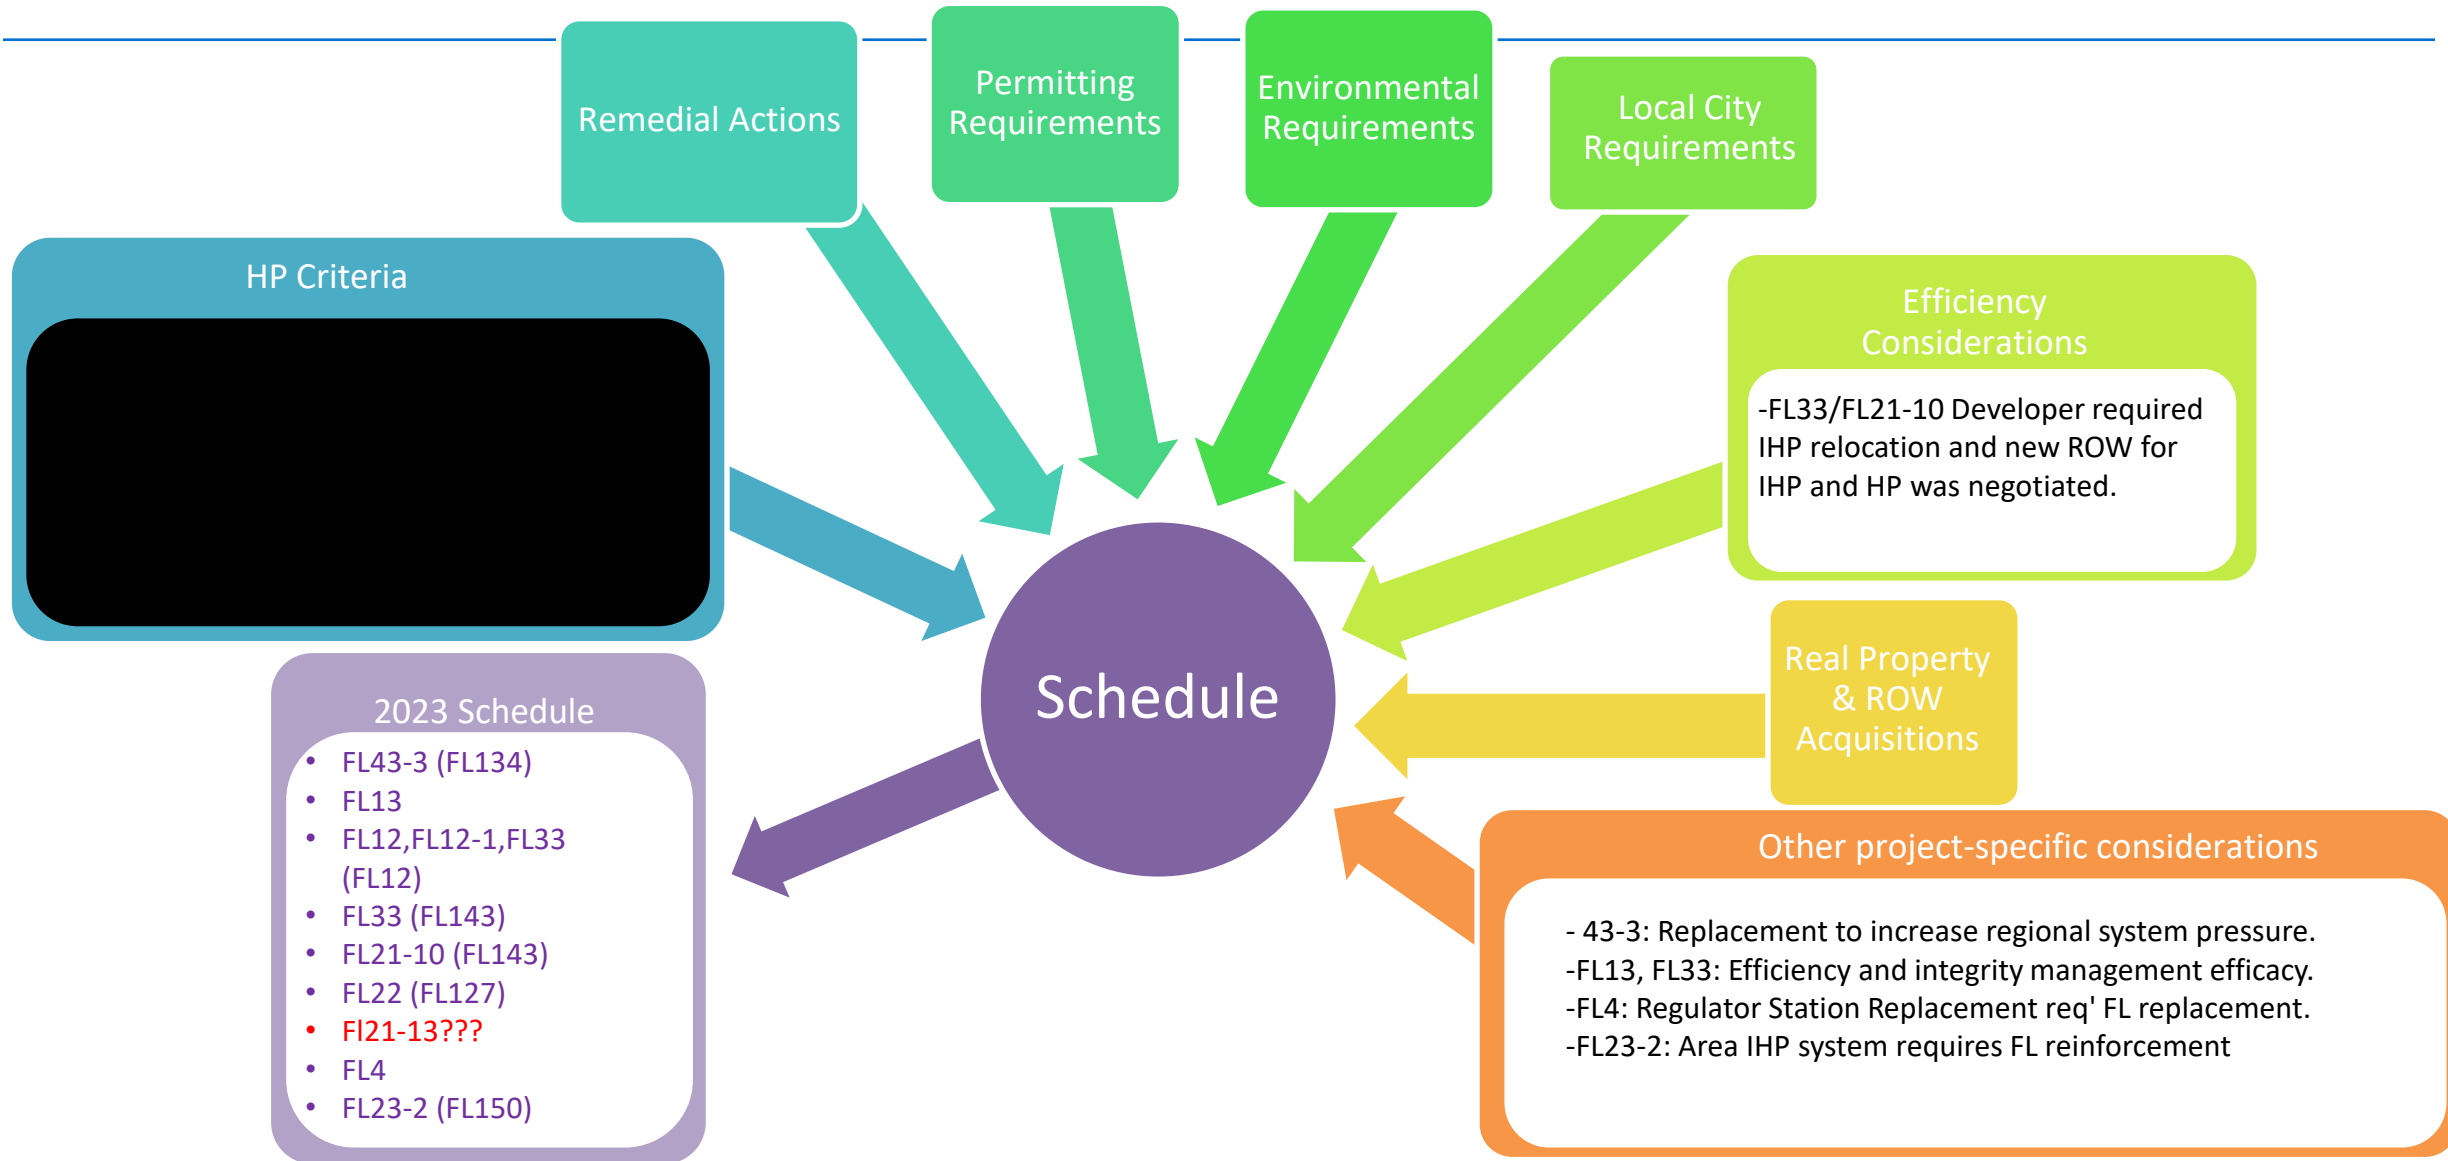 Remedial Actions
Permitting
Requirements
Environmental
Requirements
Local City
Requirements
HP Criteria
Efficiency
Considerations
-FL33/FL21-10 Developer required
IHP relocation and new ROW for
IHP and HP was negotiated.
Real Property
& ROW
Acquisitions
Schedule
2023 Schedule
• FL43-3 (FL134)
• FL13
• FL12,FL12-1,FL33
(FL12)
• FL33 (FL143)
• FL21-10 (FL143)
• FL22 (FL127)
• Fl21-13???
• FL4
• FL23-2 (FL150)
Other project-specific considerations
- 43-3: Replacement to increase regional system pressure.
-FL13, FL33: Efficiency and integrity management efficacy.
-FL4: Regulator Station Replacement req' FL replacement.
-FL23-2: Area IHP system requires FL reinforcement